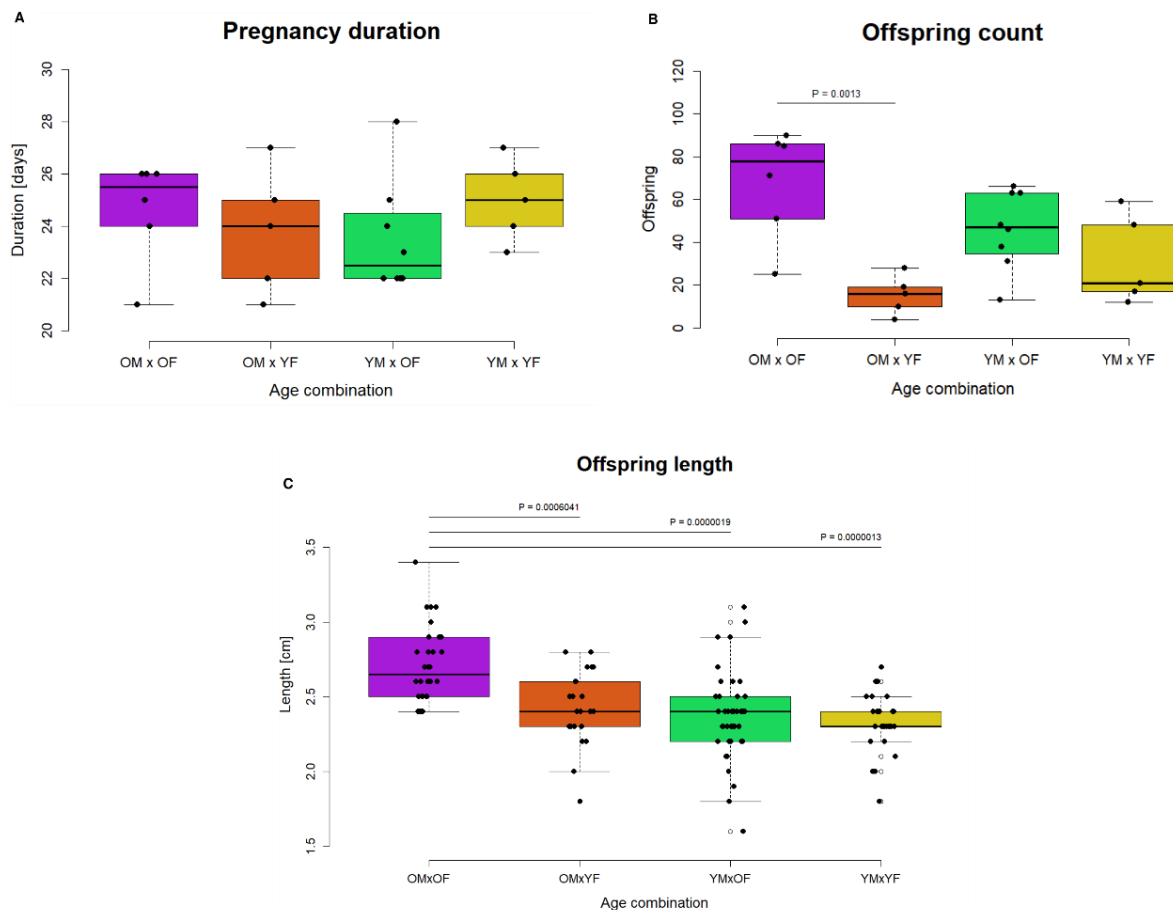 A
Pregnancy duration
30
28
26
24
22
20
Duration [days]
OM x OF
OM x YF
YM x OF
YM x YF
Age combination
B
Offspring count
120
100
80
60
40
20
0
Offspring
P = 0.0013
OM x OF
OM x YF
YM x OF
YM x YF
Age combination
C
Offspring length
P = 0.0006041
P = 0.0000019
P = 0.0000013
3.5
3.0
2.5
2.0
1.5
Length [cm]
OMxOF
OMxYF
YMxOF
YMxYF
Age combination